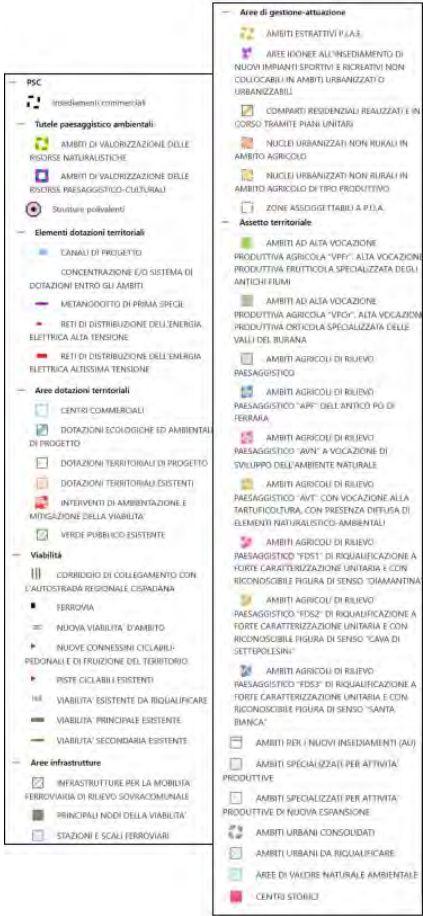 — PSC
Insediamenti commerciali
— Tutele paesaggistico ambientali
AMBITI DI VALORIZZAZIONE DELLE
RISORSE NATURALISTICHE
AMBITI DI VALORIZZAZIONE DELLE
RISORSE PAESAGGISTICO-CULTURALI
Strutture polivalenti
— Elementi dotazioni territoriali
CANALI DI PROGETTO
CONCENTRAZIONE E/O SISTEMA DI
DOTAZIONI ENTRO GLI AMBITI
METANODOTTO DI PRIMA SPECIE
RETI DI DISTRIBUZIONE DELL'ENERGIA
ELETTRICA ALTA TENSIONE
RETI DI DISTRIBUZIONE DELL'ENERGIA
ELETTRICA ALTISSIMA TENSIONE
— Aree dotazioni territoriali
CENTRI COMMERCIALI
DOTAZIONI ECOLOGICHE ED AMBIENTALI
DI PROGETTO
DOTAZIONI TERRITORIALI DI PROGETTO
DOTAZIONI TERRITORIALI ESISTENTI
INTERVENTI DI AMBIENTAZIONE E
MITIGAZIONE DELLA VIABILITA'
VERDE PUBBLICO ESISTENTE
— Viabilità
CORRIDOIO DI COLLEGAMENTO CON
L'AUTOSTRADA REGIONALE CISPADANA
FERROVIA
NUOVA VIABILITA' D'AMBITO
NUOVE CONNESSINI CICLABILI-
PEDONALI E DI FRUIZIONE DEL TERRITORIO
PISTE CICLABILI ESISTENTI
VIABILITA' ESISTENTE DA RIQUALIFICARE
VIABILITA' PRINCIPALE ESISTENTE
VIABILITA' SECONDARIA ESISTENTE
— Aree infrastrutture
INFRASTRUTTURE PER LA MOBILITA'
FERROVIARIA DI RILIEVO SOVRACOMUNALE
PRINCIPALI NODI DELLA VIABILITA'
STAZIONI E SCALI FERROVIARI
— Aree di gestione-attuazione
AMBITI ESTRATTIVI P.I.A.E.
AREE IDONEE ALL'INSEDIAMENTO DI
NUOVI IMPIANTI SPORTIVI E RICREATIVI NON
COLLOCABILI IN AMBITI URBANIZZATI O
URBANIZZABILI
COMPARTI RESIDENZIALI REALIZZATI E IN
CORSO TRAMITE PIANI UNITARI
NUCLEI URBANIZZATI NON RURALI IN
AMBITO AGRICOLO
NUCLEI URBANIZZATI NON RURALI IN
AMBITO AGRICOLO DI TIPO PRODUTTIVO
ZONE ASSOGGETTABILI A P.U.A.
— Assetto territoriale
AMBITI AD ALTA VOCAZIONE
PRODUTTIVA AGRICOLA "VPFr". ALTA VOCAZIONE
PRODUTTIVA FRUTTICOLA SPECIALIZZATA DEGLI
ANTICHI FIUMI
AMBITI AD ALTA VOCAZIONE
PRODUTTIVA AGRICOLA "VPOr". ALTA VOCAZION
PRODUTTIVA ORTICOLA SPECIALIZZATA DELLE
VALLI DEL BURANA
AMBITI AGRICOLI DI RILIEVO
PAESAGGISTICO
AMBITI AGRICOLI DI RILIEVO
PAESAGGISTICO "APF" DELL'ANTICO PO DI
FERRARA
AMBITI AGRICOLI DI RILIEVO
PAESAGGISTICO "AVN" A VOCAZIONE DI
SVILUPPO DELL'AMBIENTE NATURALE
AMBITI AGRICOLI DI RILIEVO
PAESAGGISTICO "AVT" CON VOCAZIONE ALLA
TARTUFICOLTURA, CON PRESENZA DIFFUSA DI
ELEMENTI NATURALISTICO-AMBIENTALI
AMBITI AGRICOLI DI RILIEVO
PAESAGGISTICO "FDS1" DI RIQUALIFICAZIONE A
FORTE CARATTERIZZAZIONE UNITARIA E CON
RICONOSCIBILE FIGURA DI SENSO "DIAMANTINA"
AMBITI AGRICOLI DI RILIEVO
PAESAGGISTICO "FDS2" DI RIQUALIFICAZIONE A
FORTE CARATTERIZZAZIONE UNITARIA E CON
RICONOSCIBILE FIGURA DI SENSO "CAVA DI
SETTEPOLESINI"
AMBITI AGRICOLI DI RILIEVO
PAESAGGISTICO "FDS3" DI RIQUALIFICAZIONE A
FORTE CARATTERIZZAZIONE UNITARIA E CON
RICONOSCIBILE FIGURA DI SENSO "SANTA
BIANCA"
AMBITI PER I NUOVI INSEDIAMENTI (AU)
AMBITI SPECIALIZZATI PER ATTIVITA'
PRODUTTIVE
AMBITI SPECIALIZZATI PER ATTIVITA'
PRODUTTIVE DI NUOVA ESPANSIONE
AMBITI URBANI CONSOLIDATI
AMBITI URBANI DA RIQUALIFICARE
AREE DI VALORE NATURALE AMBIENTALE
CENTRI STORICI